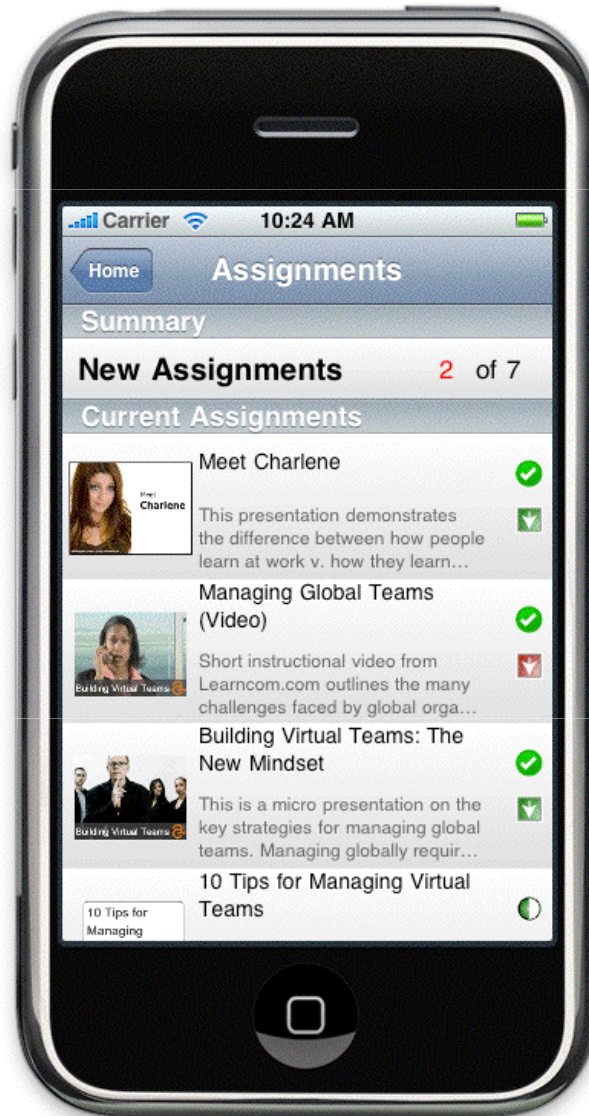 Carrier 10:24 AM
Home Assignments
Summary
New Assignments 2 of 7
Current Assignments
Meet
Charlene
Meet Charlene
This presentation demonstrates
the difference between how people
learn at work v. how they learn...
Managing Global Teams
(Video)
Building Virtual Teams
Short instructional video from
Learncom.com outlines the many
challenges faced by global orga...
Building Virtual Teams: The
New Mindset
Building Virtual Teams
This is a micro presentation on the
key strategies for managing global
teams. Managing globally requir...
10 Tips for Managing Virtual
Teams
10 Tips for
Managing